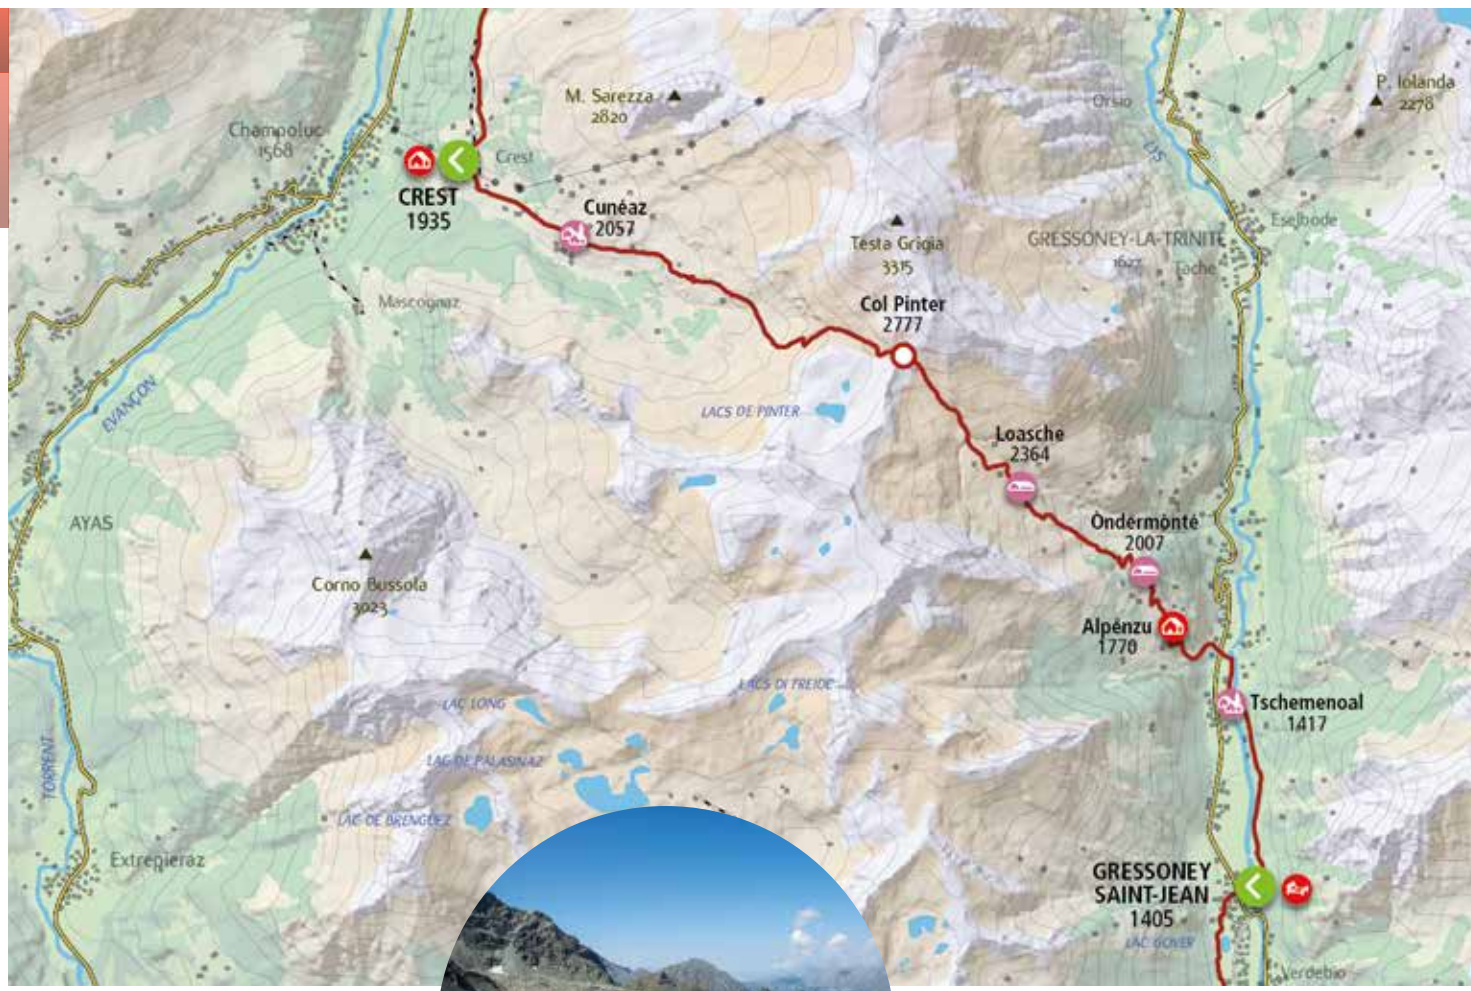 M. Sarezza
2820
P. Iolanda
2278
Orsio
Champoluc
1568
LYS
Crest
CREST
1935
Cunéaz
2057
Eselbode
Testa Grigia
3315
GRESSONEY-LA-TRINITÉ
1627
Tache
Mascognaz
Col Pinter
2777
EVANÇON
LACS DE PINTER
Loasche
2364
AYAS
Òndermònté
2007
Corno Bussola
3023
Alpénzu
1770
LACS DI FREIDE
LAC LONG
Tschemenoal
1417
TORRENT
LAC DE PALASINAZ
LAC DE BRENGUEZ
Extrepieraz
GRESSONEY
SAINT-JEAN
1405
LAC GOVER
Verdebio